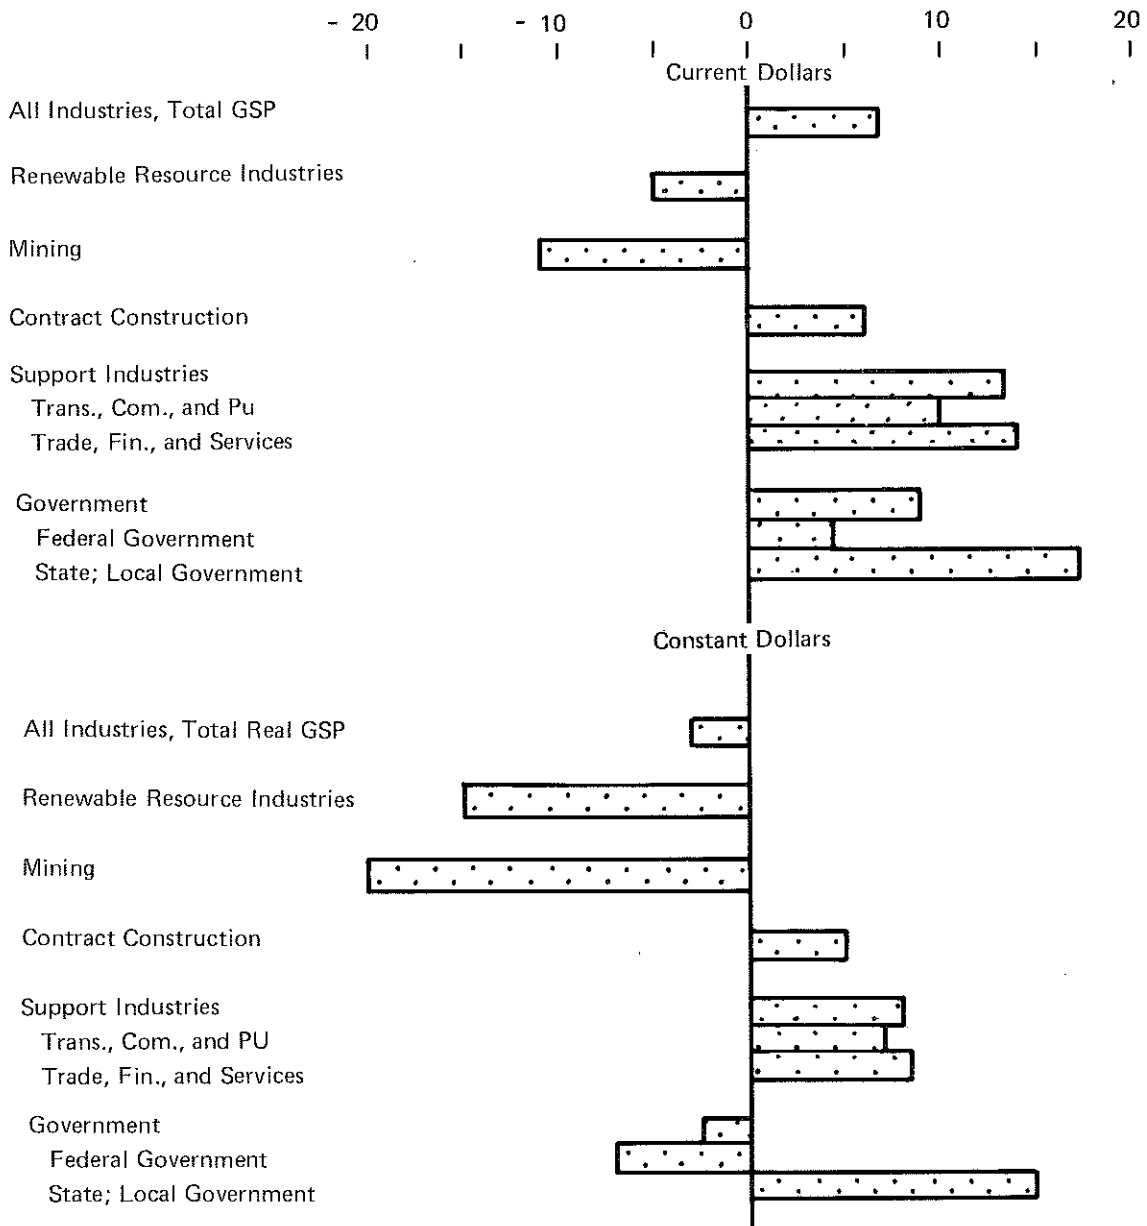 - 20 - 10 0 10 20
Current Dollars
All Industries, Total GSP
Renewable Resource Industries
Mining
Contract Construction
Support Industries
Trans., Com., and Pu
Trade, Fin., and Services
Government
Federal Government
State; Local Government
Constant Dollars
All Industries, Total Real GSP
Renewable Resource Industries
Mining
Contract Construction
Support Industries
Trans., Com., and PU
Trade, Fin., and Services
Government
Federal Government
State; Local Government